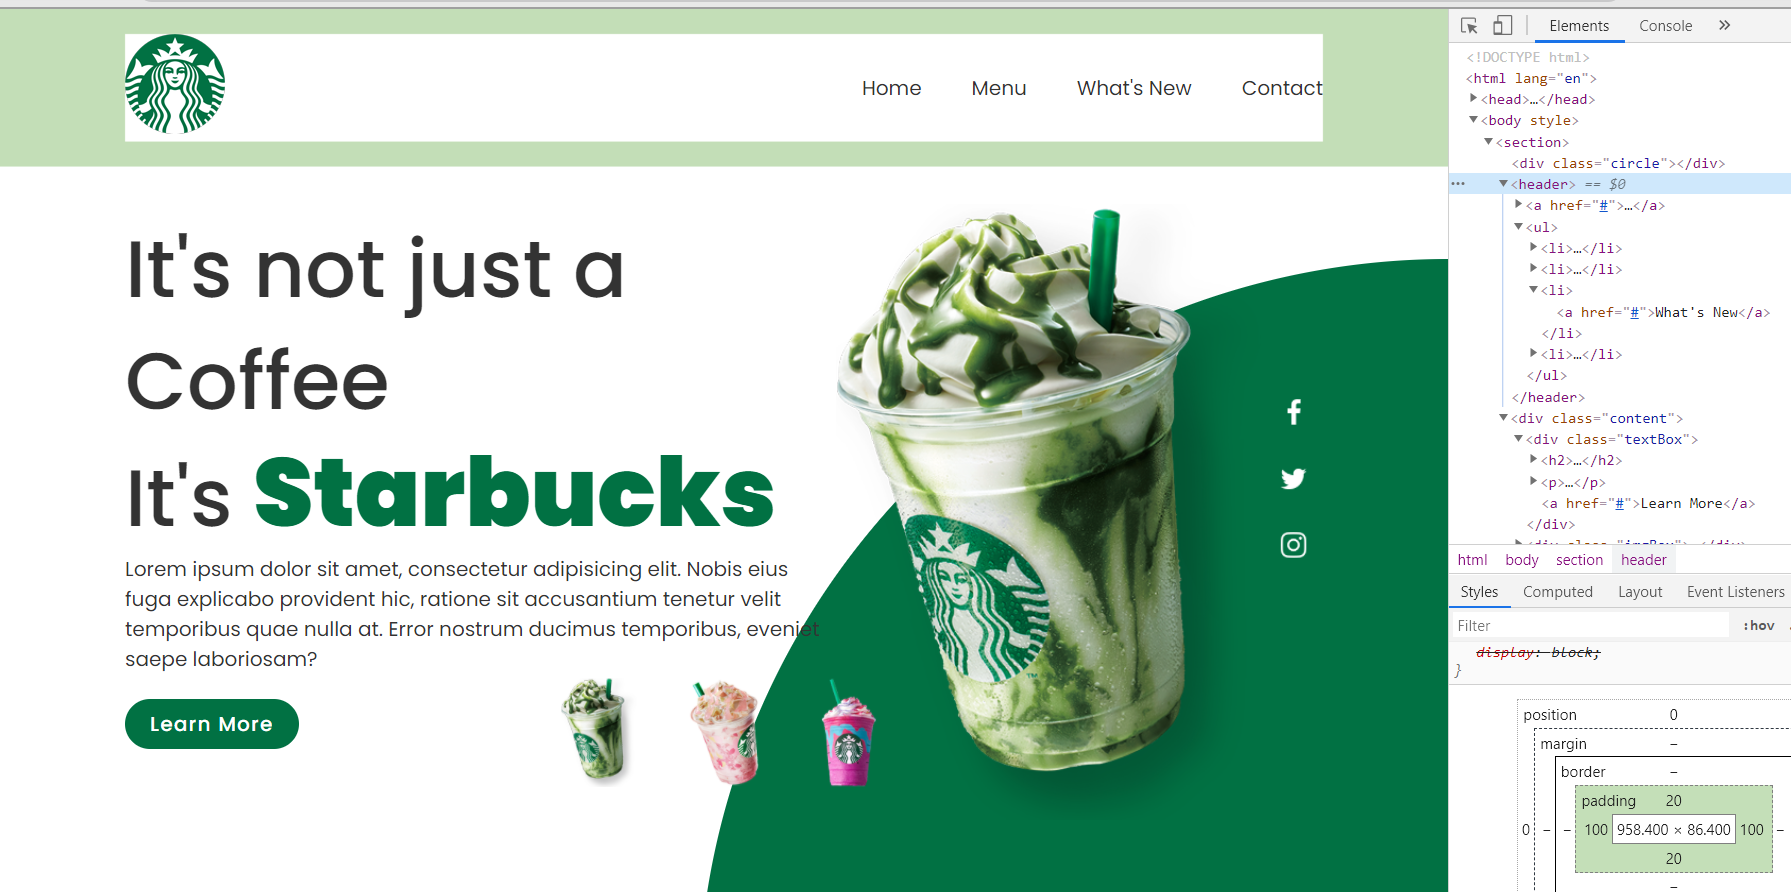 Home Menu What's New Contact
It's not just a
Coffee
It's Starbucks
Lorem ipsum dolor sit amet, consectetur adipisicing elit. Nobis eius
fuga explicabo provident hic, ratione sit accusantium tenetur velit
temporibus quae nulla at. Error nostrum ducimus temporibus, eveniet
saepe laboriosam?
Learn More
TM
Elements Console »
<!DOCTYPE html>
<html lang="en">
<head>…</head>
<body style>
<section>
<div class="circle"></div>
<header> == $0
<a href="#">…</a>
<ul>
<li>…</li>
<li>…</li>
<li>
<a href="#">What's New</a>
</li>
<li>…</li>
</ul>
</header>
<div class="content">
<div class="textBox">
<h2>…</h2>
<p>…</p>
<a href="#">Learn More</a>
</div>
html body section header
Styles Computed Layout Event Listeners
Filter :hov
display: block;
}
position 0
margin –
border –
padding 20
0 – – 100 958.400 × 86.400 100 –
20
–